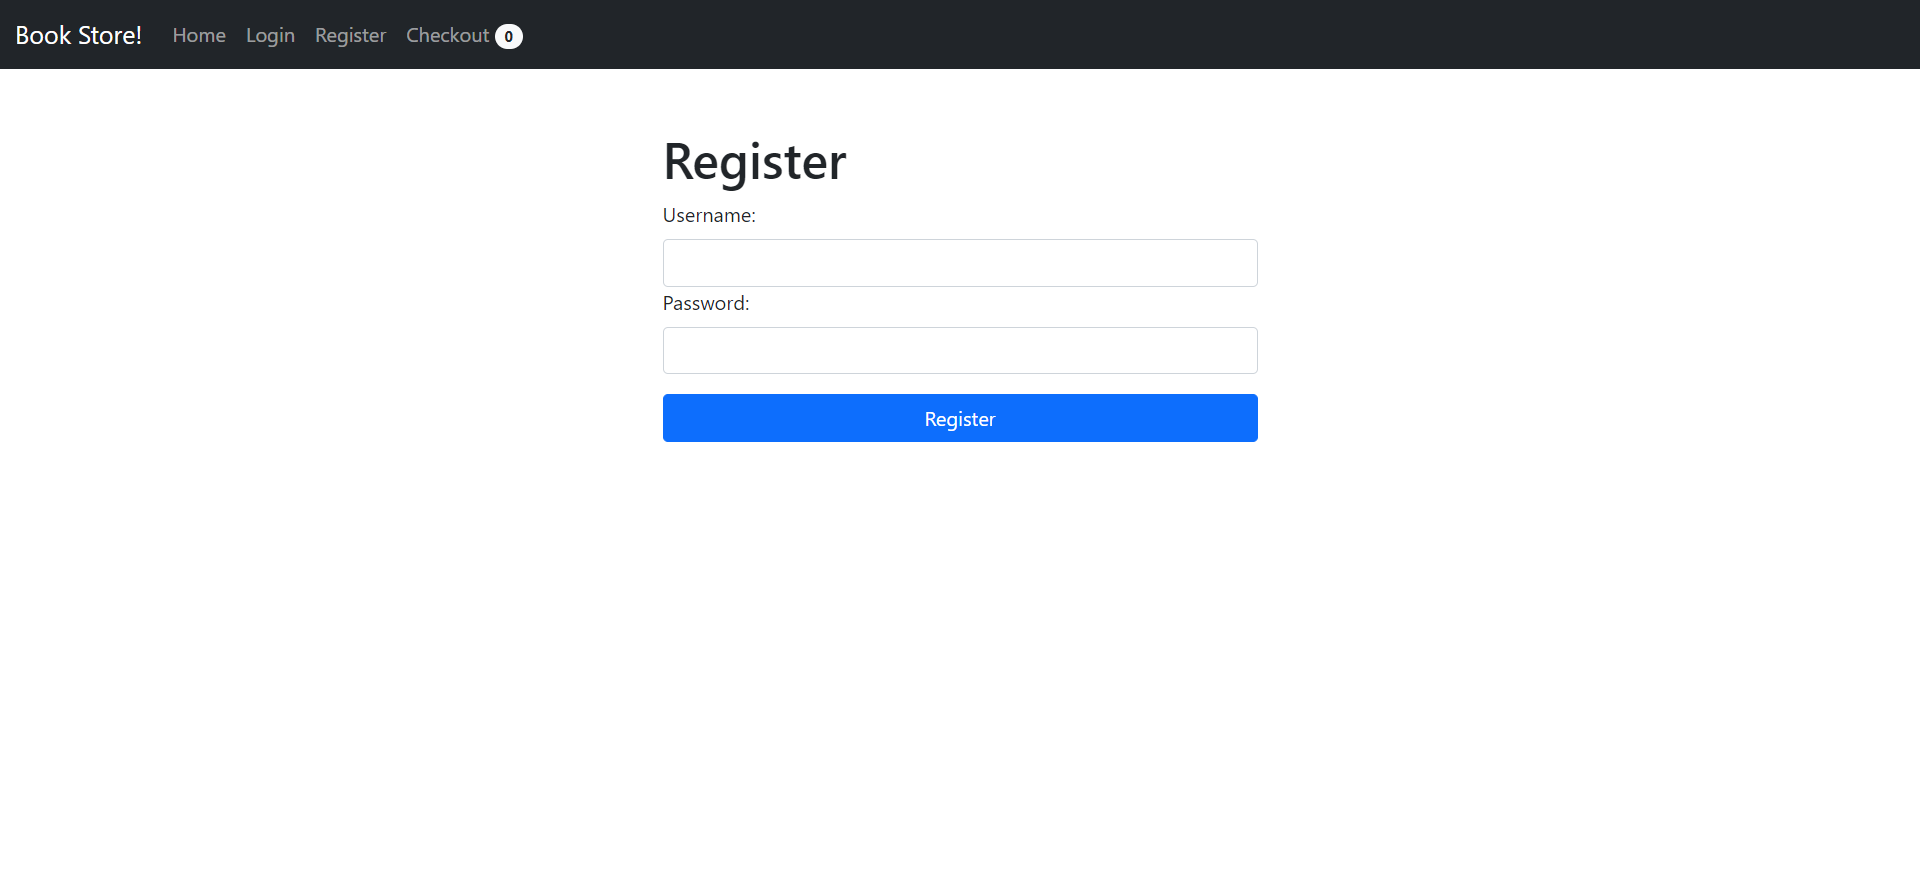 Book Store! Home Login Register Checkout 0
Register
Username:
Password:
Register